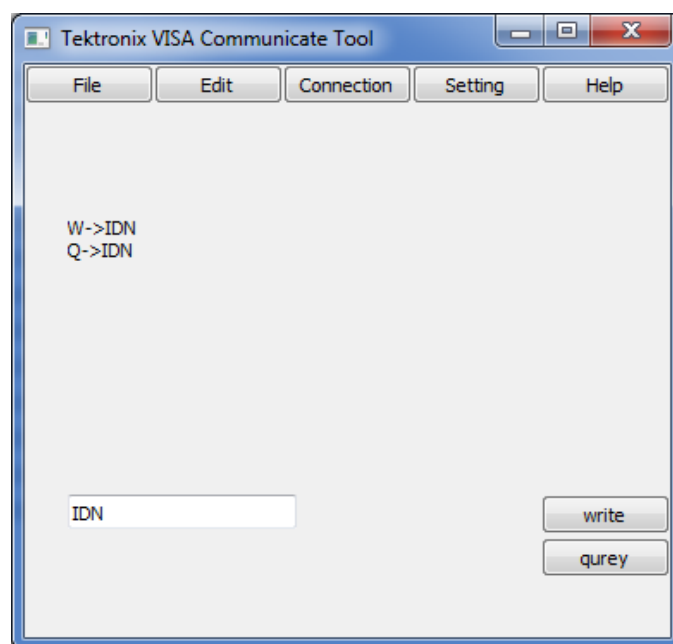 Tektronix VISA Communicate Tool
File Edit Connection Setting Help
W->IDN
Q->IDN
IDN
write
qurey